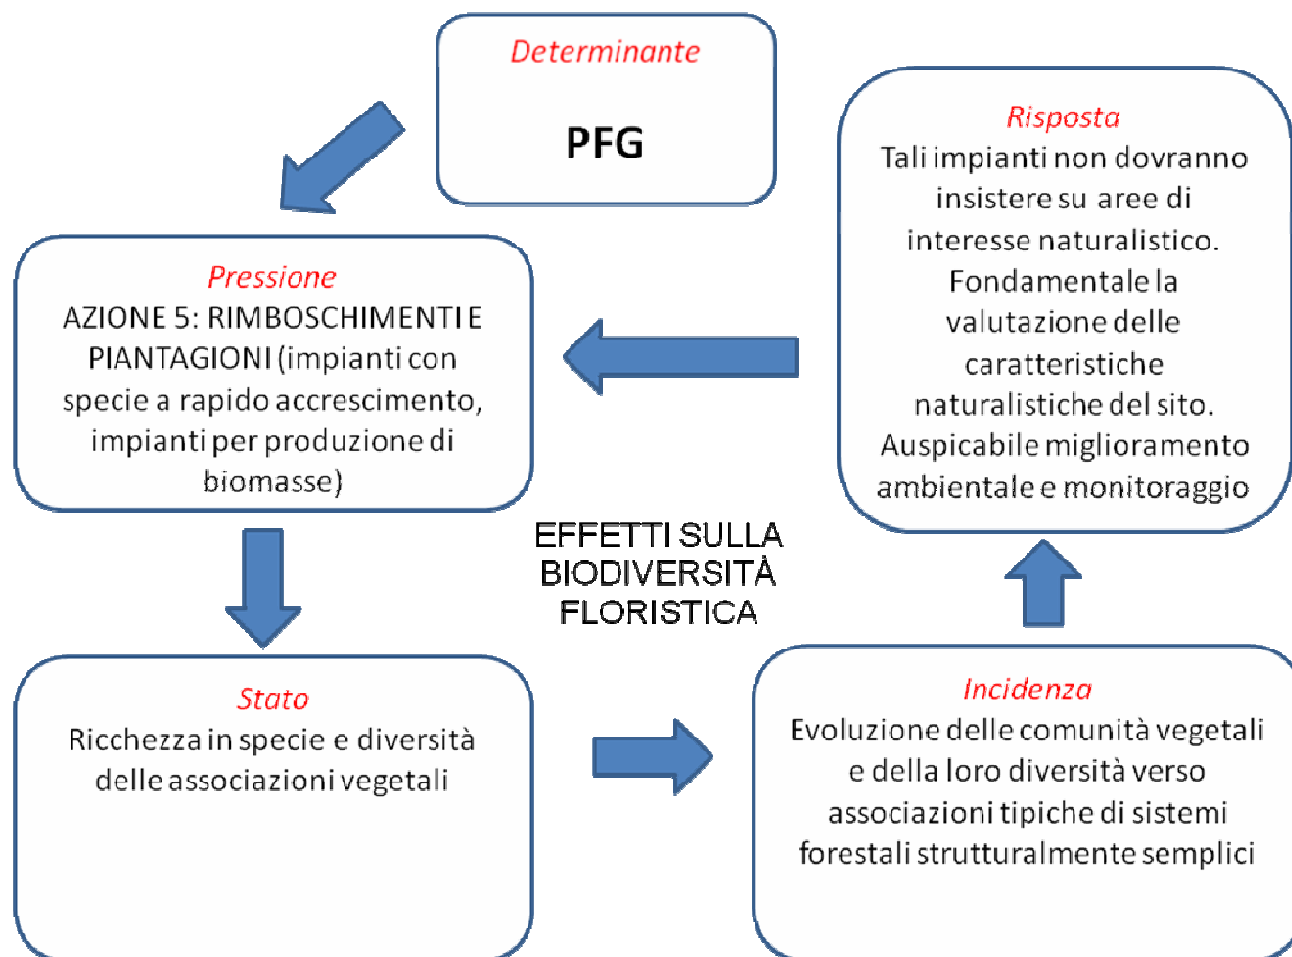 Determinante
PFG
Pressione
AZIONE 5: RIMBOSCHIMENTI E
PIANTAGIONI (impianti con
specie a rapido accrescimento,
impianti per produzione di
biomasse)
Stato
Ricchezza in specie e diversità
delle associazioni vegetali
Incidenza
Evoluzione delle comunità vegetali
e della loro diversità verso
associazioni tipiche di sistemi
forestali strutturalmente semplici
Risposta
Tali impianti non dovranno
insistere su aree di
interesse naturalistico.
Fondamentale la
valutazione delle
caratteristiche
naturalistiche del sito.
Auspicabile miglioramento
ambientale e monitoraggio
EFFETTI SULLA
BIODIVERSITÀ
FLORISTICA